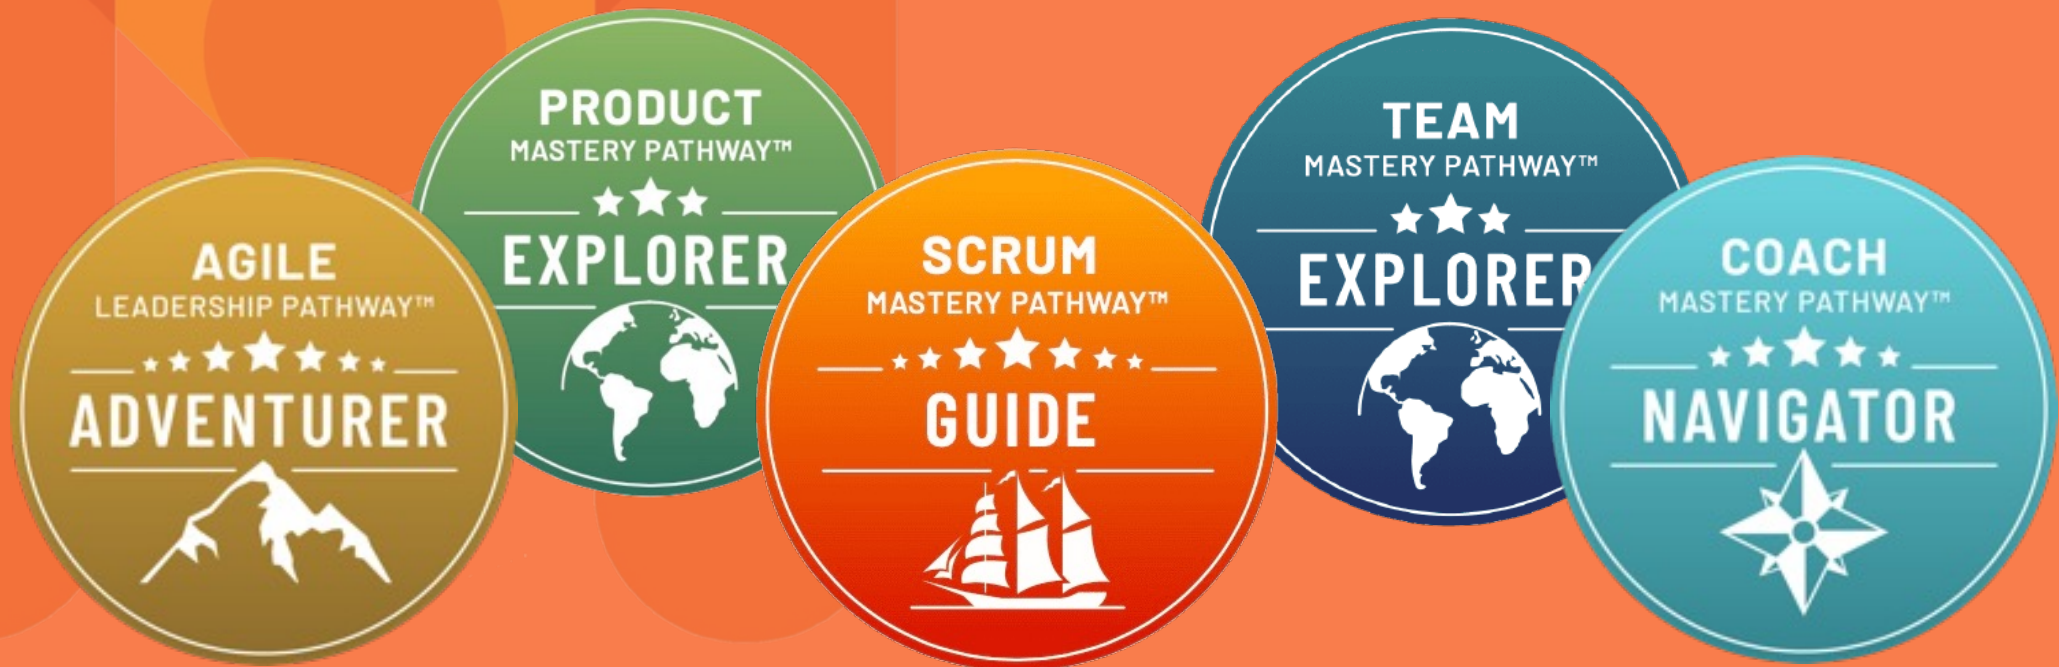 AGILE
LEADERSHIP PATHWAY™
ADVENTURER
PRODUCT
MASTERY PATHWAY™
EXPLORER
SCRUM
MASTERY PATHWAY™
GUIDE
TEAM
MASTERY PATHWAY™
EXPLORER
COACH
MASTERY PATHWAY™
NAVIGATOR